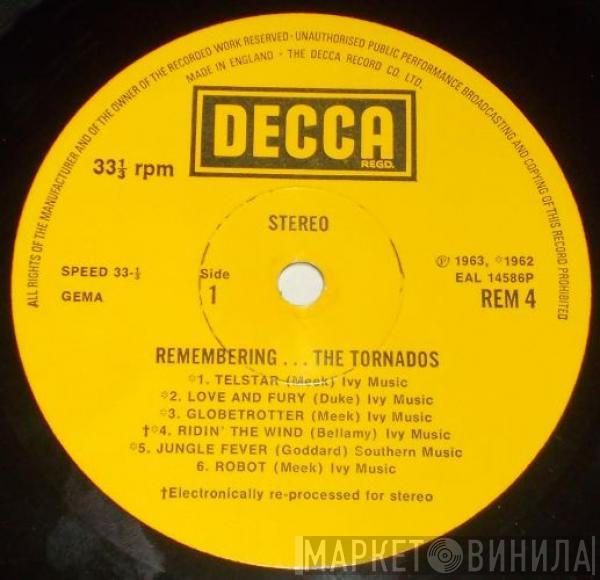 ALL RIGHTS OF THE MANUFACTURER AND OF THE OWNER OF THE RECORDED WORK RESERVED · UNAUTHORISED PUBLIC PERFORMANCE BROADCASTING AND COPYING OF THIS RECORD PROHIBITED
MADE IN ENGLAND · THE DECCA RECORD CO. LTD.
DECCA
REGD.
33⅓ rpm
STEREO
SPEED 33-⅓
GEMA
Side
1
℗ 1963, *1962
EAL 14586P
REM 4
REMEMBERING . . . THE TORNADOS
*1. TELSTAR (Meek) Ivy Music
*2. LOVE AND FURY (Duke) Ivy Music
*3. GLOBETROTTER (Meek) Ivy Music
†*4. RIDIN' THE WIND (Bellamy) Ivy Music
*5. JUNGLE FEVER (Goddard) Southern Music
6. ROBOT (Meek) Ivy Music
†Electronically re-processed for stereo
МАРКЕТ ВИНИЛА